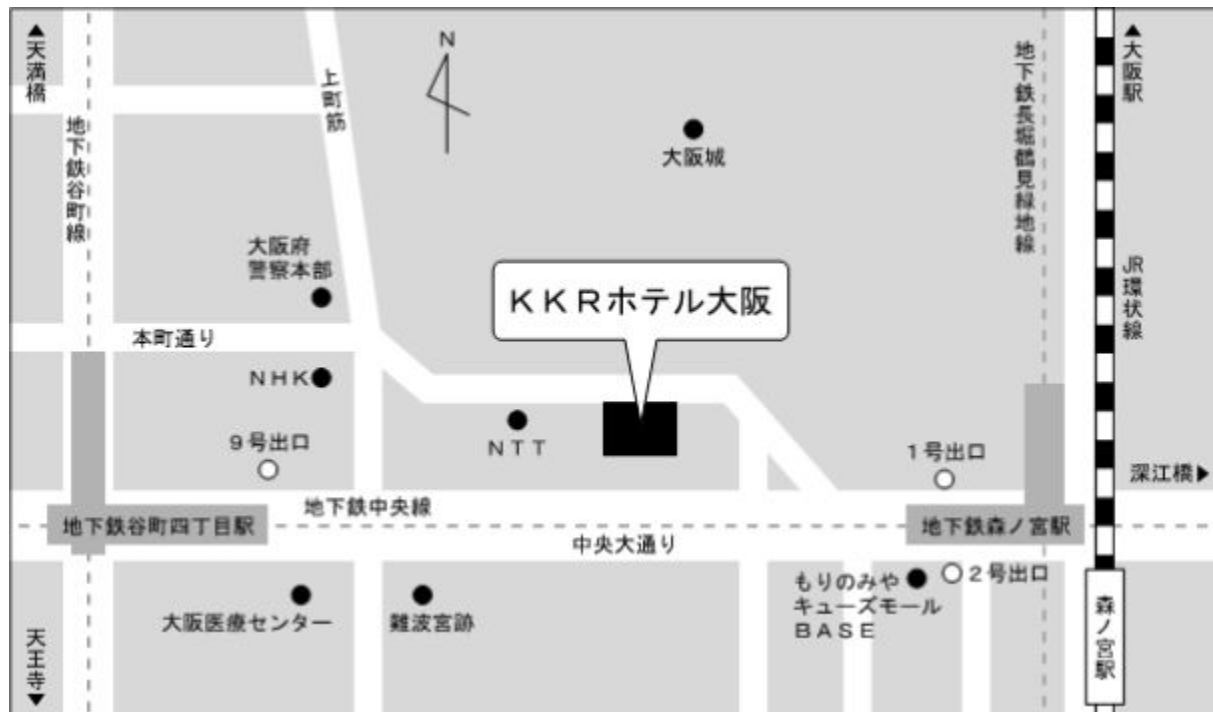 ▲天満橋
地下鉄谷町線
上町筋
N
大阪城
地下鉄長堀鶴見緑地線
▲大阪駅
JR環状線
大阪府
警察本部
KKRホテル大阪
本町通り
NHK
NTT
9号出口
1号出口
深江橋▶
地下鉄中央線
地下鉄谷町四丁目駅
中央大通り
地下鉄森ノ宮駅
大阪医療センター
難波宮跡
もりのみや
キューズモール
BASE
2号出口
森ノ宮駅
天王寺▼